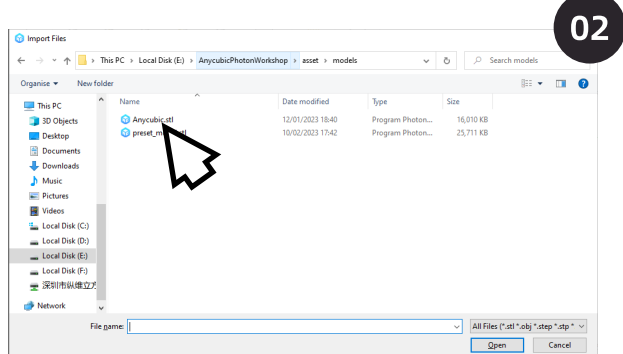 02
Import Files
This PC › Local Disk (E:) › AnycubicPhotonWorkshop › asset › models
Search models
Organise New folder
Name Date modified Type Size
Anycubic.stl 12/01/2023 18:40 Program Photon... 16,010 KB
10/02/2023 17:42 Program Photon... 25,711 KB
This PC
3D Objects
Desktop
Documents
Downloads
Music
Pictures
Videos
Local Disk (C:)
Local Disk (D:)
Local Disk (E:)
Local Disk (F:)
深圳市纵维立方
Network
File name:
All Files (*.stl *.obj *.step *.stp *
Open Cancel